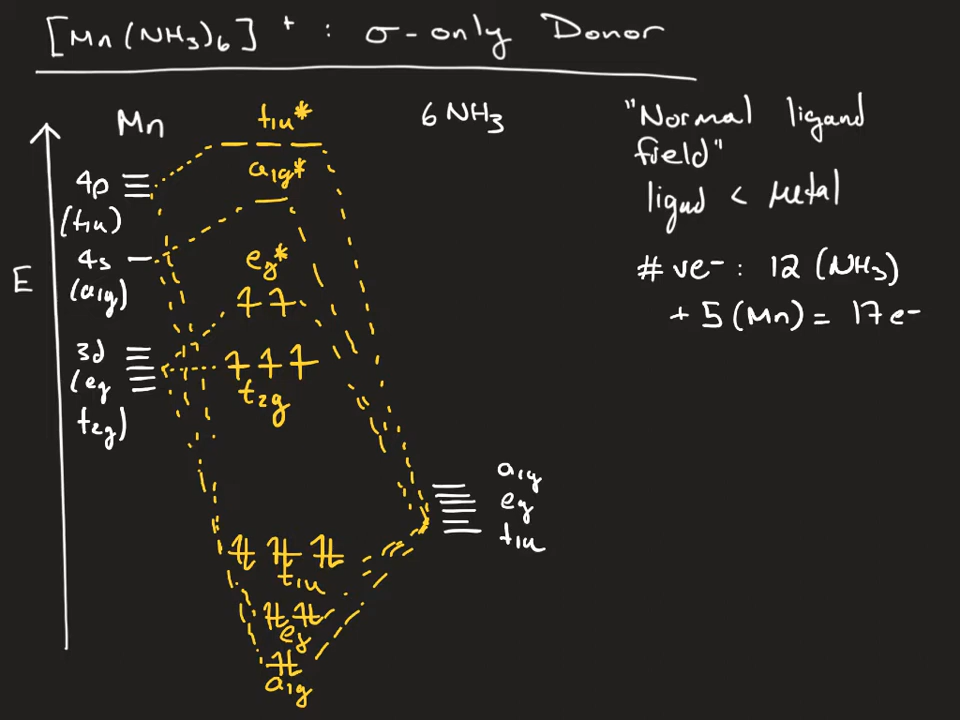 [Mn(NH₃)₆]⁺ : σ-only Donor
Mn
t₁ᵤ*
6 NH₃
"Normal ligand
field"
ligand < Metal
# ve⁻ : 12 (NH₃)
+ 5 (Mn) = 17 e⁻
E
4p
(t₁ᵤ)
4s
(a₁g)
3d
(eg
t₂g)
a₁g*
eg*
t₂g
a₁g
eg
t₁ᵤ
t₁ᵤ
eg
a₁g